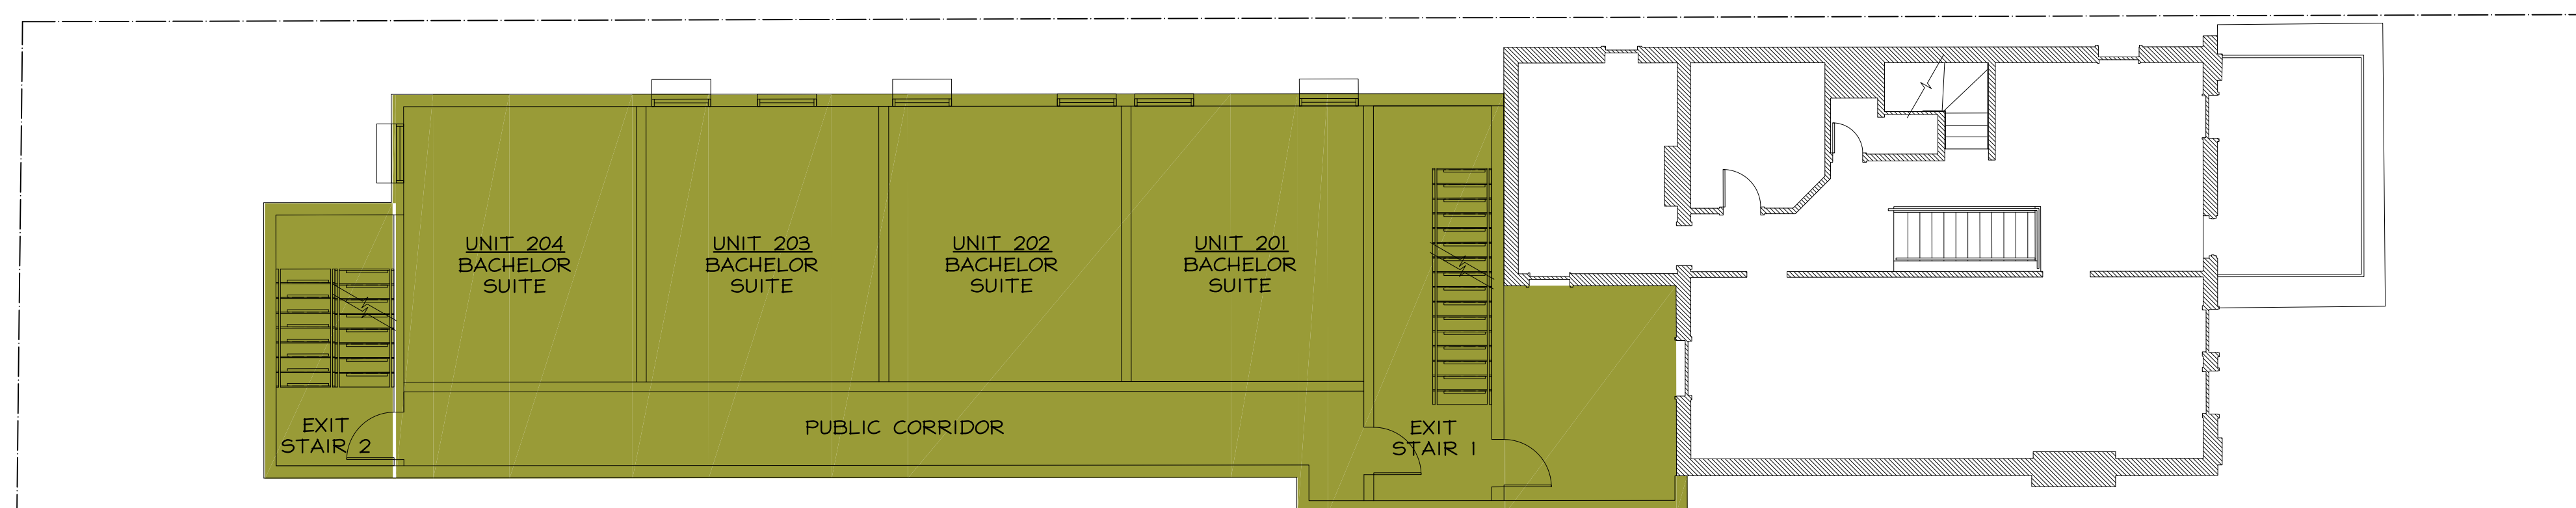 UNIT 204
BACHELOR
SUITE
UNIT 203
BACHELOR
SUITE
UNIT 202
BACHELOR
SUITE
UNIT 201
BACHELOR
SUITE
EXIT
STAIR 2
PUBLIC CORRIDOR
EXIT
STAIR 1